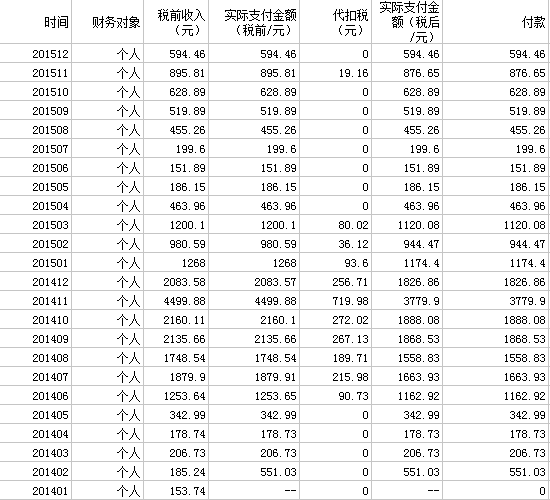 时间 财务对象 税前收入（元） 实际支付金额（税前/元） 代扣税（元） 实际支付金额（税后/元） 付款
201512 个人 594.46 594.46 0 594.46 594.46
201511 个人 895.81 895.81 19.16 876.65 876.65
201510 个人 628.89 628.89 0 628.89 628.89
201509 个人 519.89 519.89 0 519.89 519.89
201508 个人 455.26 455.26 0 455.26 455.26
201507 个人 199.6 199.6 0 199.6 199.6
201506 个人 151.89 151.89 0 151.89 151.89
201505 个人 186.15 186.15 0 186.15 186.15
201504 个人 463.96 463.96 0 463.96 463.96
201503 个人 1200.1 1200.1 80.02 1120.08 1120.08
201502 个人 980.59 980.59 36.12 944.47 944.47
201501 个人 1268 1268 93.6 1174.4 1174.4
201412 个人 2083.58 2083.57 256.71 1826.86 1826.86
201411 个人 4499.88 4499.88 719.98 3779.9 3779.9
201410 个人 2160.11 2160.1 272.02 1888.08 1888.08
201409 个人 2135.66 2135.66 267.13 1868.53 1868.53
201408 个人 1748.54 1748.54 189.71 1558.83 1558.83
201407 个人 1879.9 1879.91 215.98 1663.93 1663.93
201406 个人 1253.64 1253.65 90.73 1162.92 1162.92
201405 个人 342.99 342.99 0 342.99 342.99
201404 个人 178.74 178.73 0 178.73 178.73
201403 个人 206.73 206.73 0 206.73 206.73
201402 个人 185.24 551.03 0 551.03 551.03
201401 个人 153.74 -- 0 -- 0